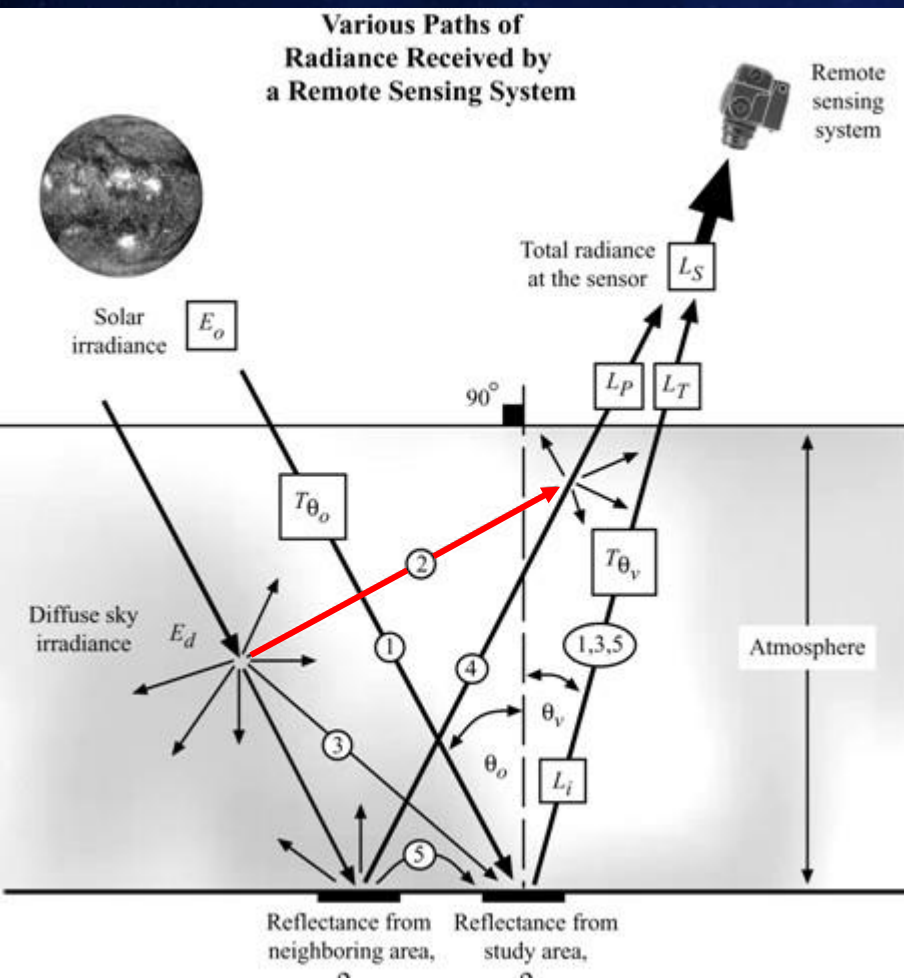 Various Paths of
Radiance Received by
a Remote Sensing System
Remote
sensing
system
Total radiance
at the sensor
L_S
Solar
irradiance
E_o
L_P
L_T
90°
T_θ_o
2
T_θ_v
Diffuse sky
irradiance
E_d
1
1,3,5
Atmosphere
4
θ_v
3
θ_o
L_i
5
Reflectance from
neighboring area,
Reflectance from
study area,